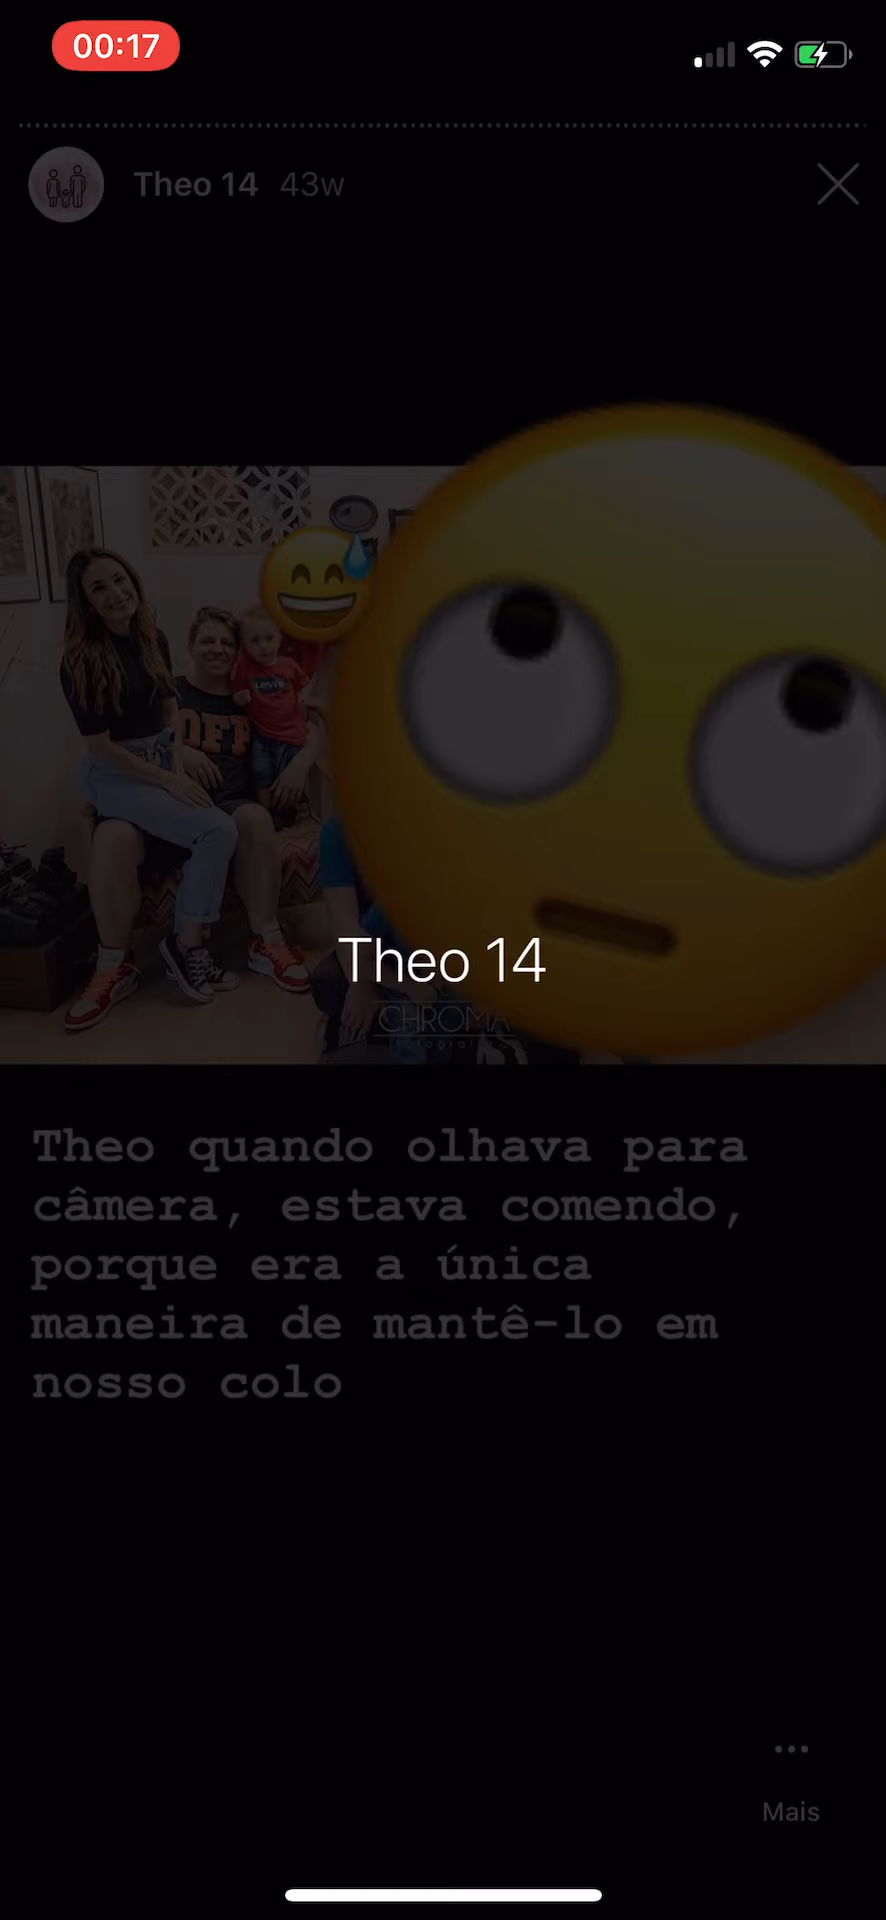 00:17
Theo 14 43w
LEVI'S
OFF
Theo 14
CHROMA
fotografia
Theo quando olhava para
câmera, estava comendo,
porque era a única
maneira de mantê-lo em
nosso colo
Mais